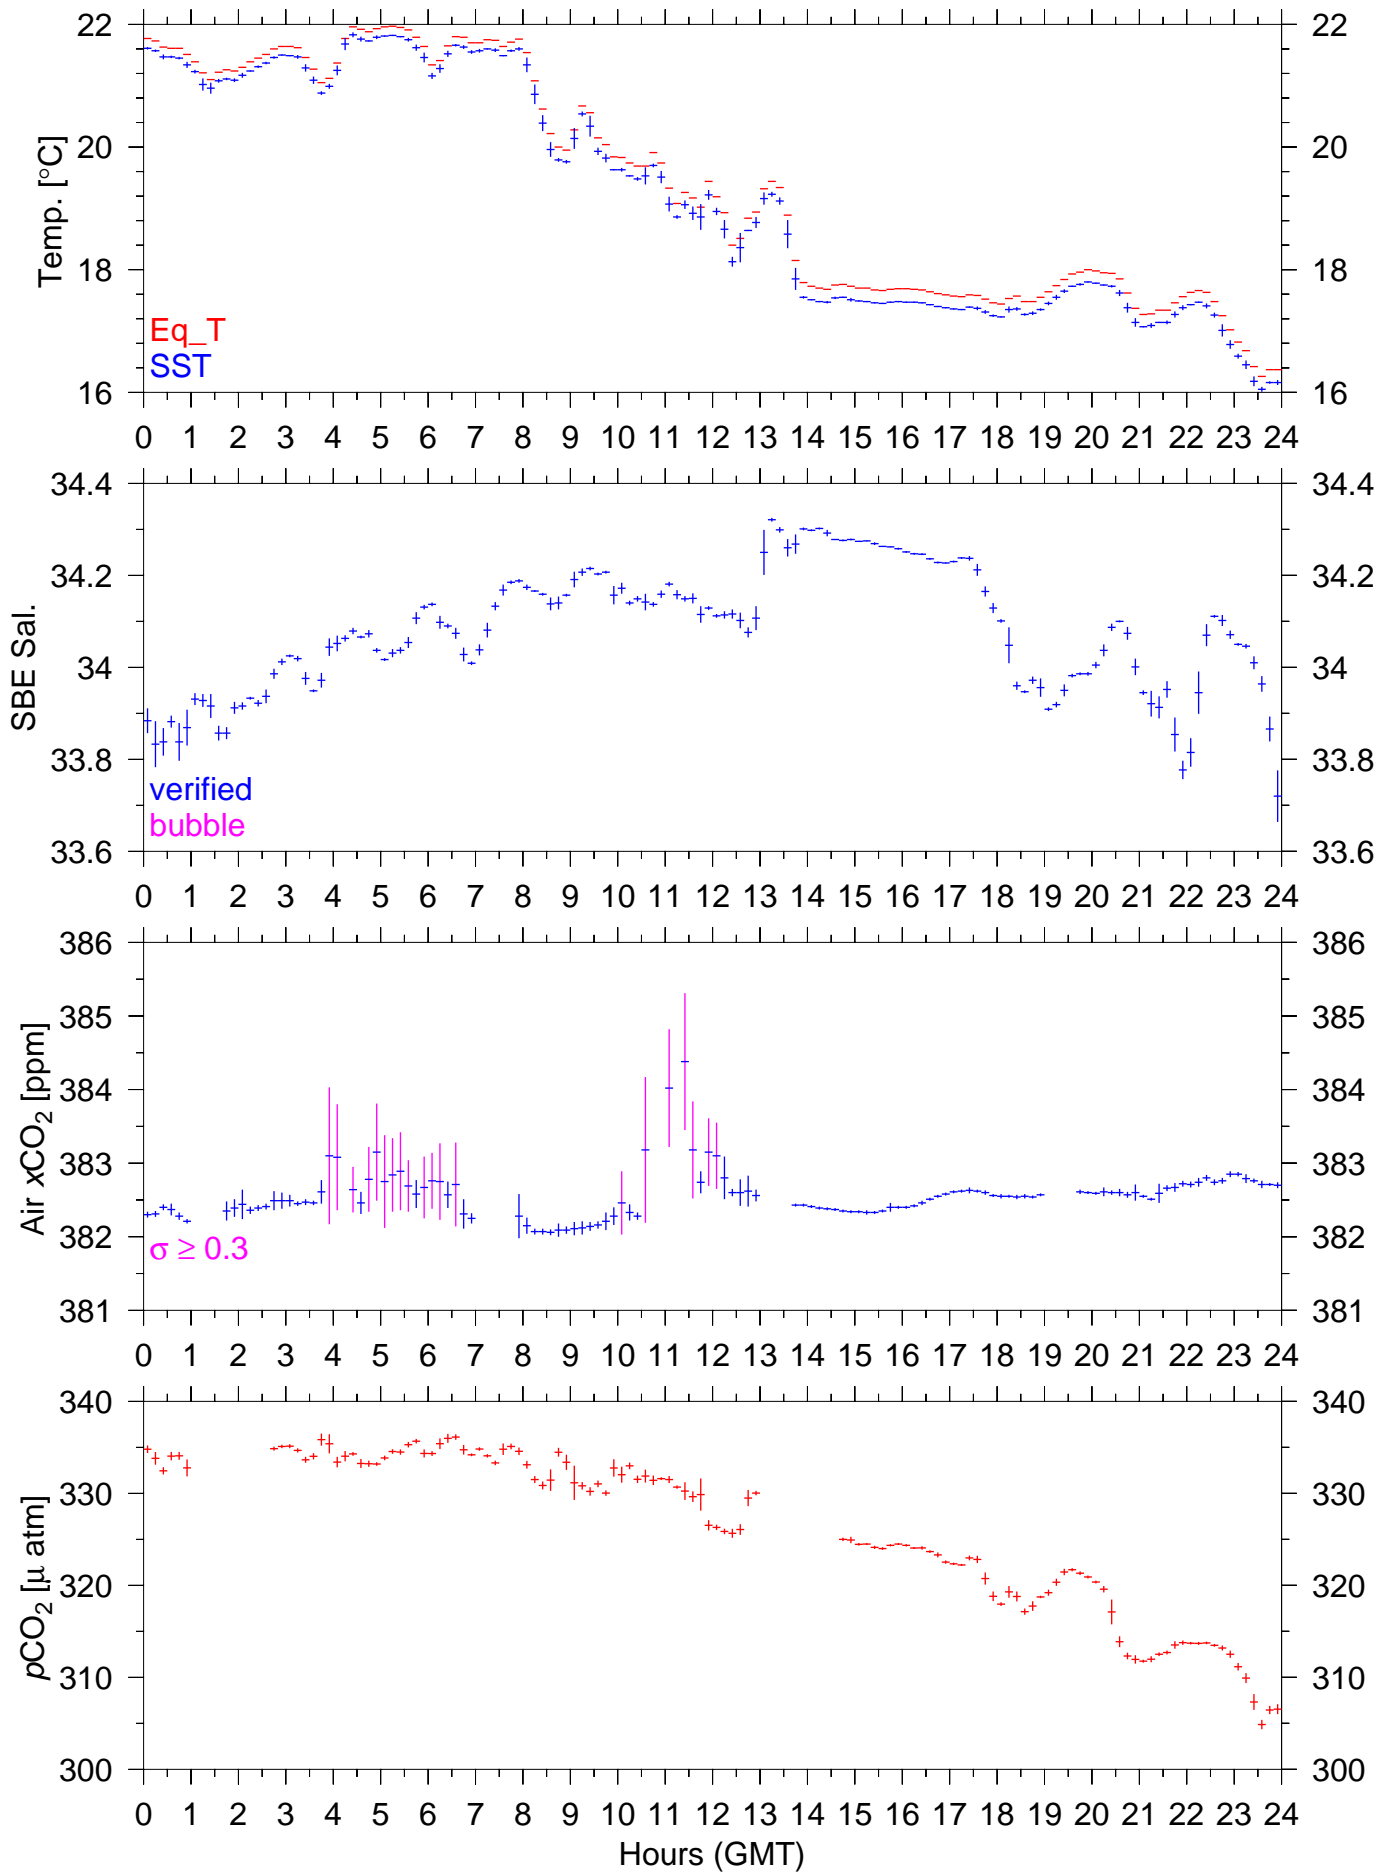 22 22
20 20
18 18
16 16
Temp. [°C]
Eq_T
SST
0 1 2 3 4 5 6 7 8 9 10 11 12 13 14 15 16 17 18 19 20 21 22 23 24
34.4 34.4
34.2 34.2
34 34
33.8 33.8
33.6 33.6
SBE Sal.
verified
bubble
0 1 2 3 4 5 6 7 8 9 10 11 12 13 14 15 16 17 18 19 20 21 22 23 24
386 386
385 385
384 384
383 383
382 382
381 381
Air xCO₂ [ppm]
σ ≥ 0.3
0 1 2 3 4 5 6 7 8 9 10 11 12 13 14 15 16 17 18 19 20 21 22 23 24
340 340
330 330
320 320
310 310
300 300
pCO₂ [μ atm]
0 1 2 3 4 5 6 7 8 9 10 11 12 13 14 15 16 17 18 19 20 21 22 23 24
Hours (GMT)